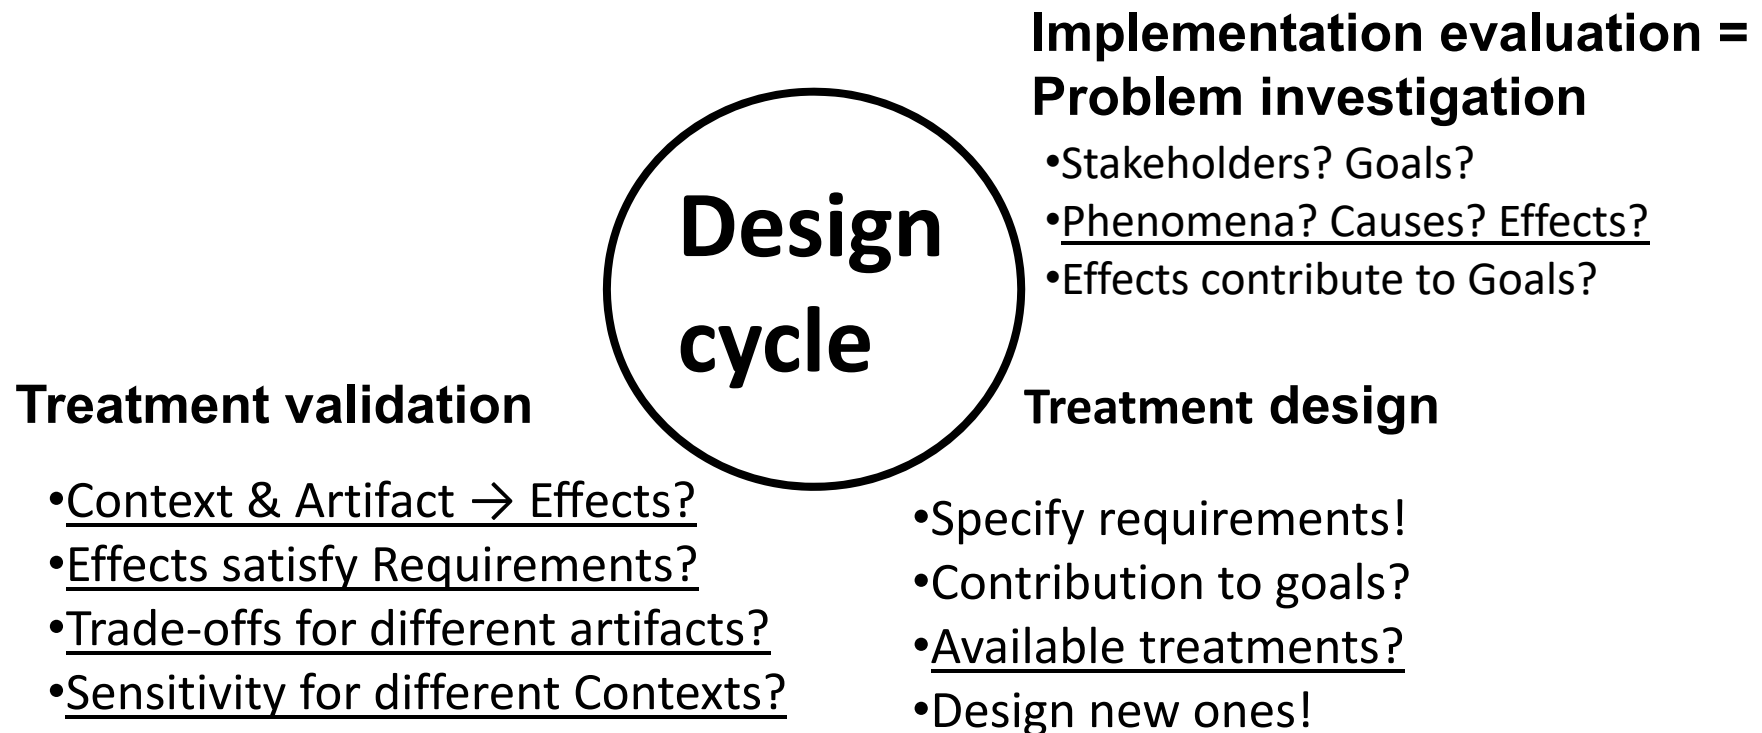 Implementation evaluation =
Problem investigation
•Stakeholders? Goals?
•Phenomena? Causes? Effects?
•Effects contribute to Goals?
Design
cycle
Treatment validation
•Context & Artifact → Effects?
•Effects satisfy Requirements?
•Trade-offs for different artifacts?
•Sensitivity for different Contexts?
Treatment design
•Specify requirements!
•Contribution to goals?
•Available treatments?
•Design new ones!